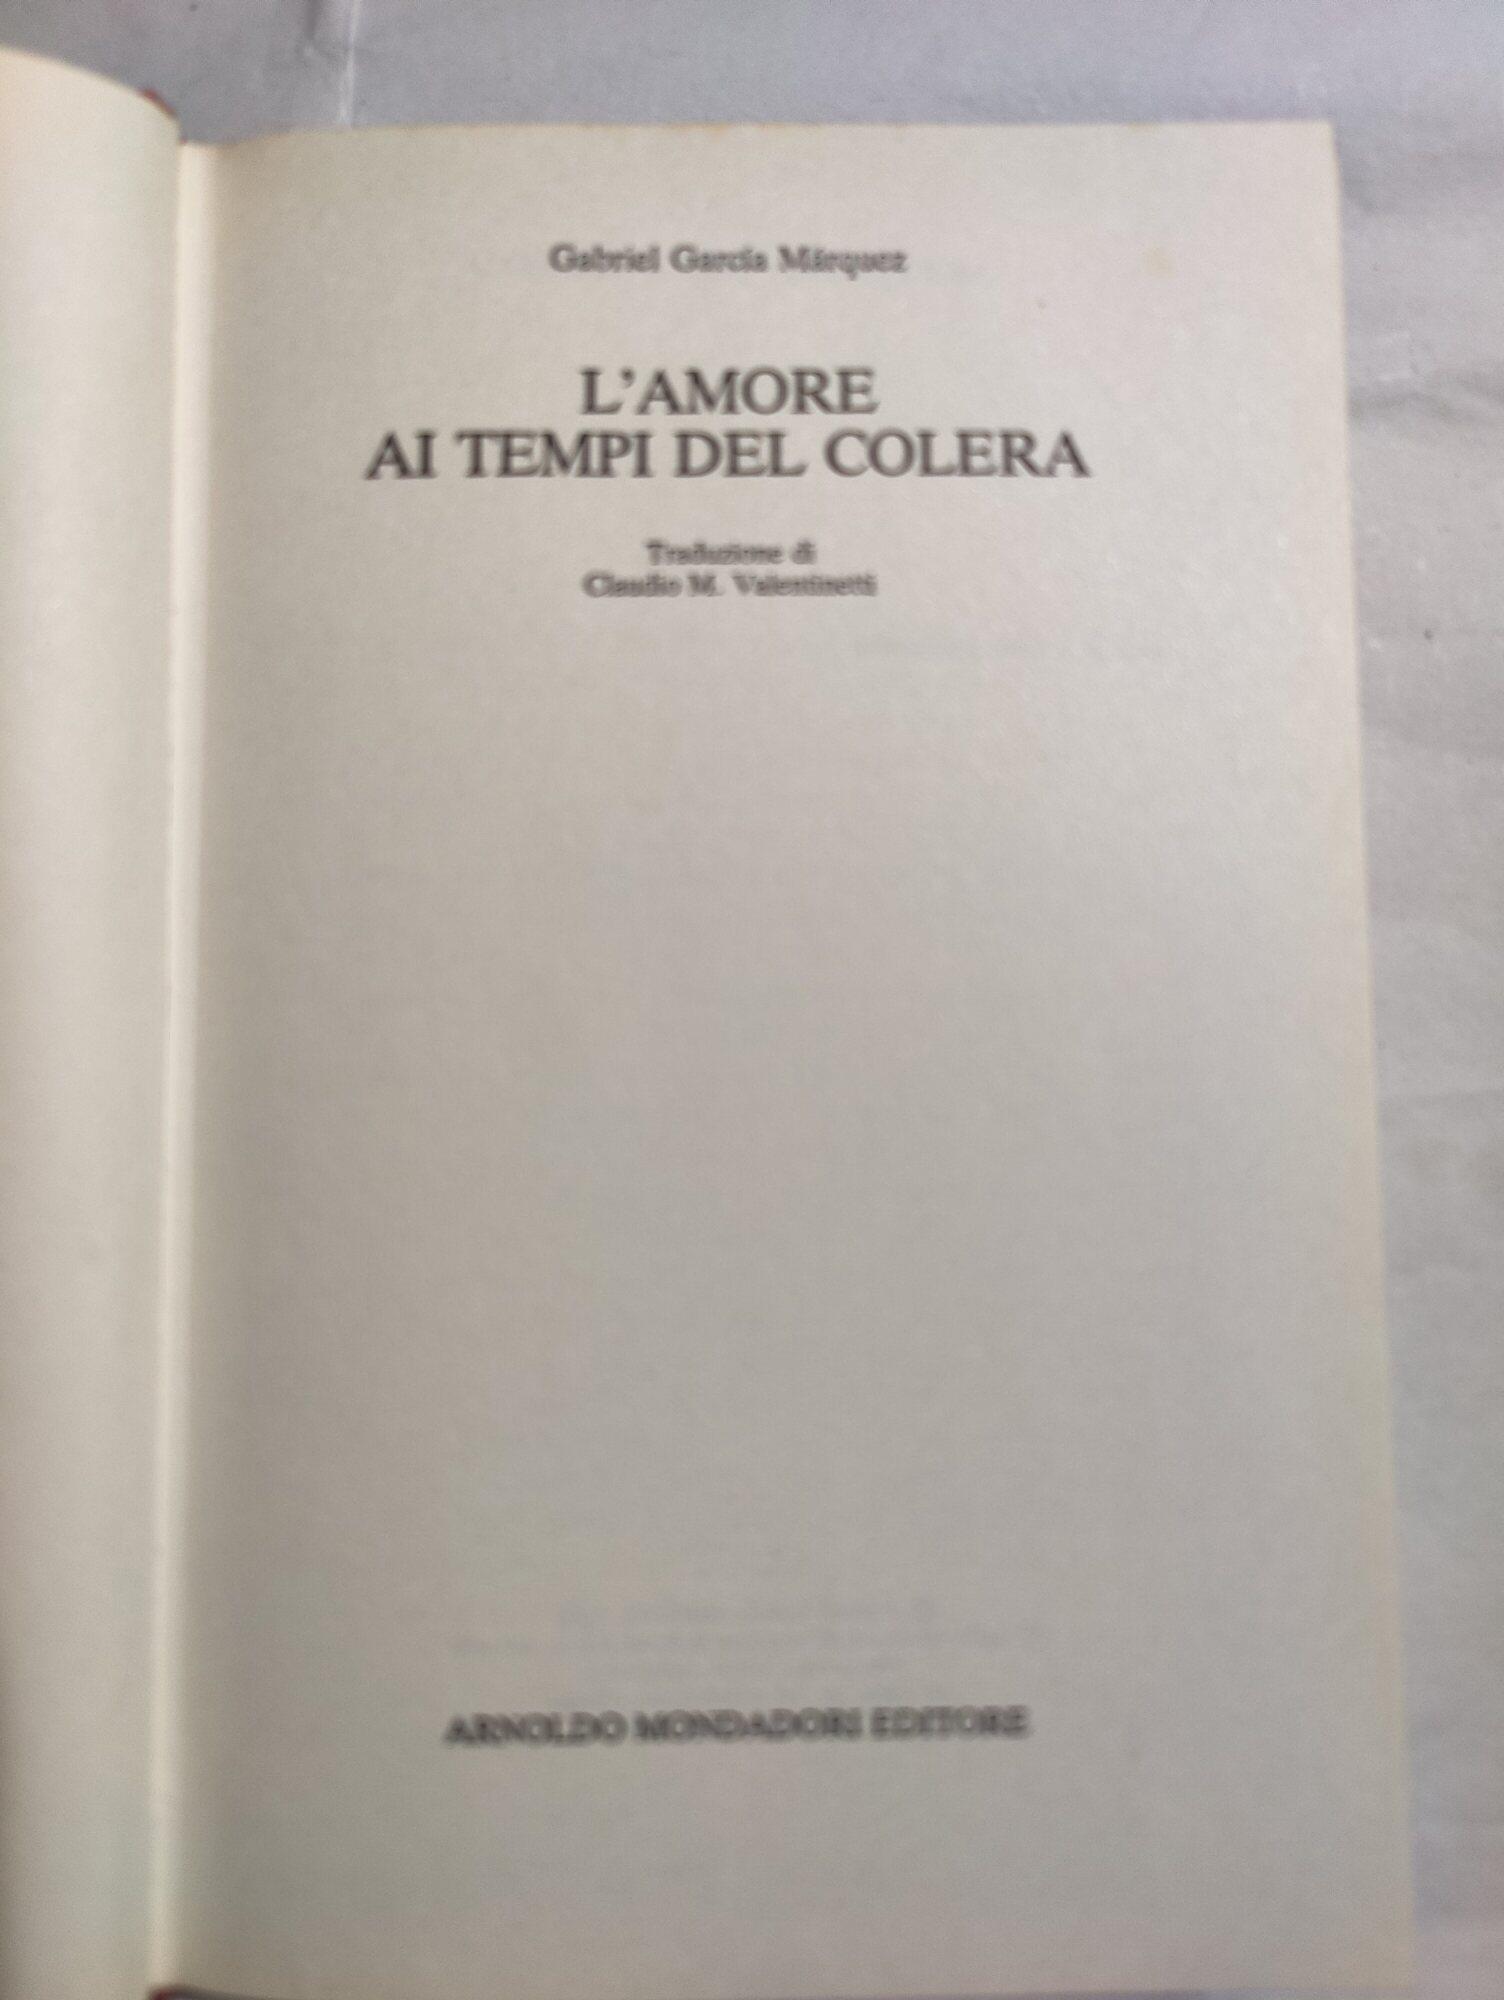 Gabriel García Márquez
L'AMORE
AI TEMPI DEL COLERA
Traduzione di
Claudio M. Valentinetti
ARNOLDO MONDADORI EDITORE